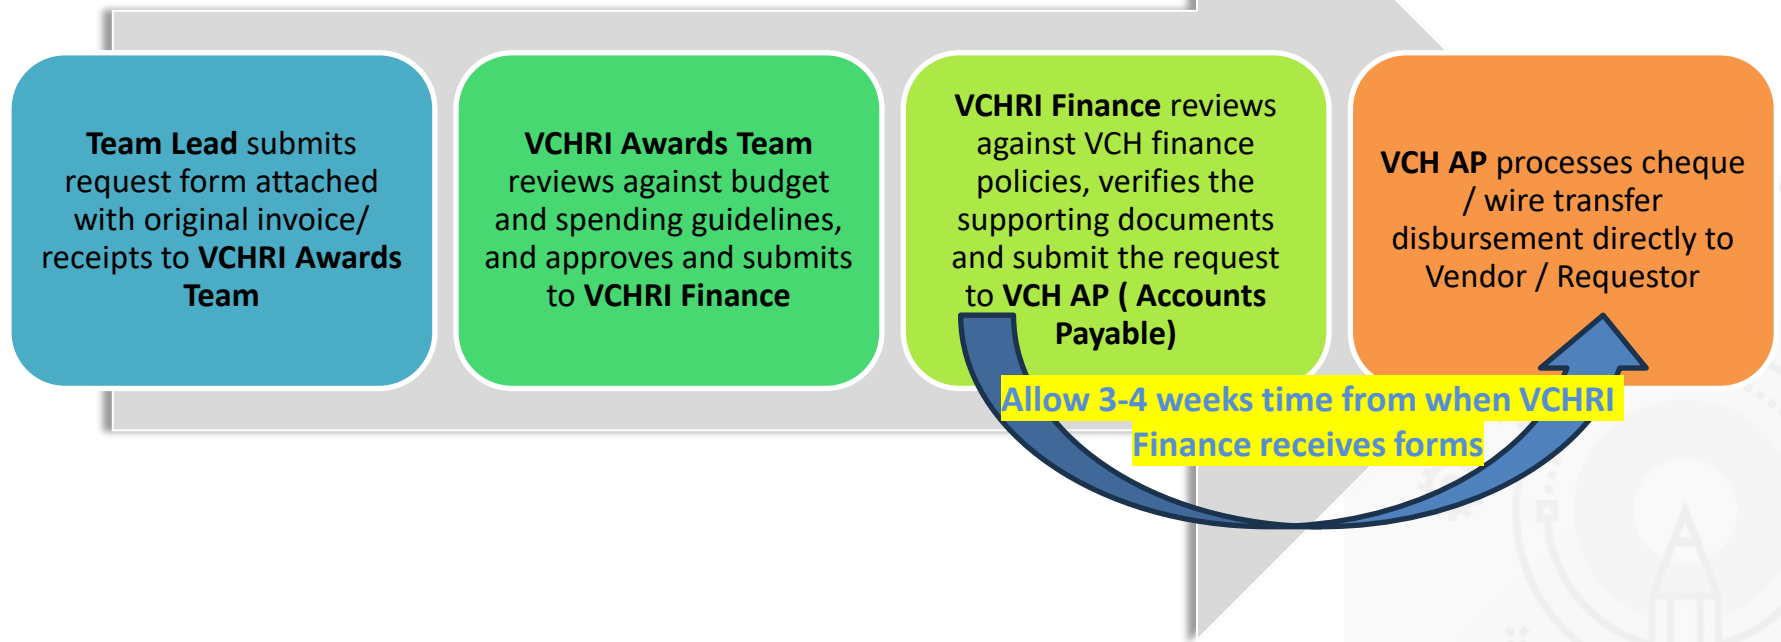 Team Lead submits
request form attached
with original invoice/
receipts to VCHRI Awards
Team
VCHRI Awards Team
reviews against budget
and spending guidelines,
and approves and submits
to VCHRI Finance
VCHRI Finance reviews
against VCH finance
policies, verifies the
supporting documents
and submit the request
to VCH AP ( Accounts
Payable)
VCH AP processes cheque
/ wire transfer
disbursement directly to
Vendor / Requestor
Allow 3-4 weeks time from when VCHRI
Finance receives forms